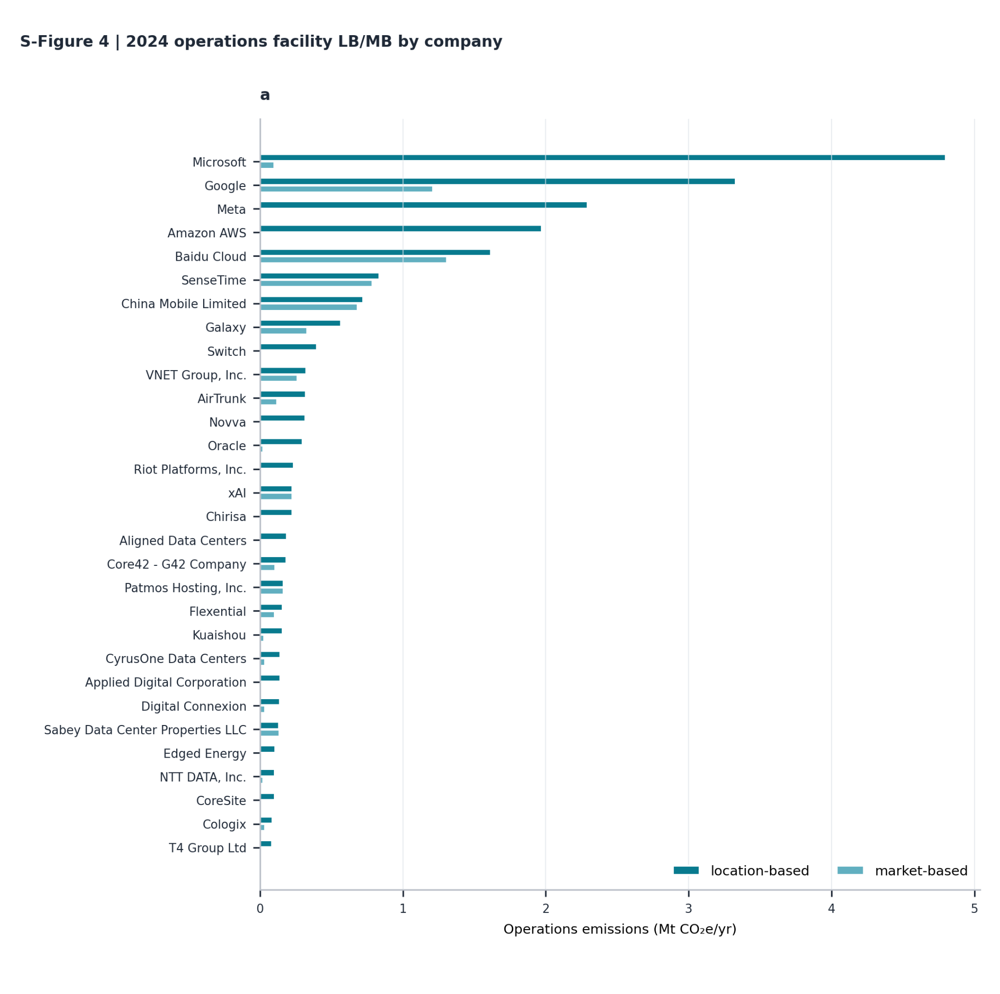 S-Figure 4 | 2024 operations facility LB/MB by company
a
Microsoft
Google
Meta
Amazon AWS
Baidu Cloud
SenseTime
China Mobile Limited
Galaxy
Switch
VNET Group, Inc.
AirTrunk
Novva
Oracle
Riot Platforms, Inc.
xAI
Chirisa
Aligned Data Centers
Core42 - G42 Company
Patmos Hosting, Inc.
Flexential
Kuaishou
CyrusOne Data Centers
Applied Digital Corporation
Digital Connexion
Sabey Data Center Properties LLC
Edged Energy
NTT DATA, Inc.
CoreSite
Cologix
T4 Group Ltd
location-based market-based
0 1 2 3 4 5
Operations emissions (Mt CO₂e/yr)